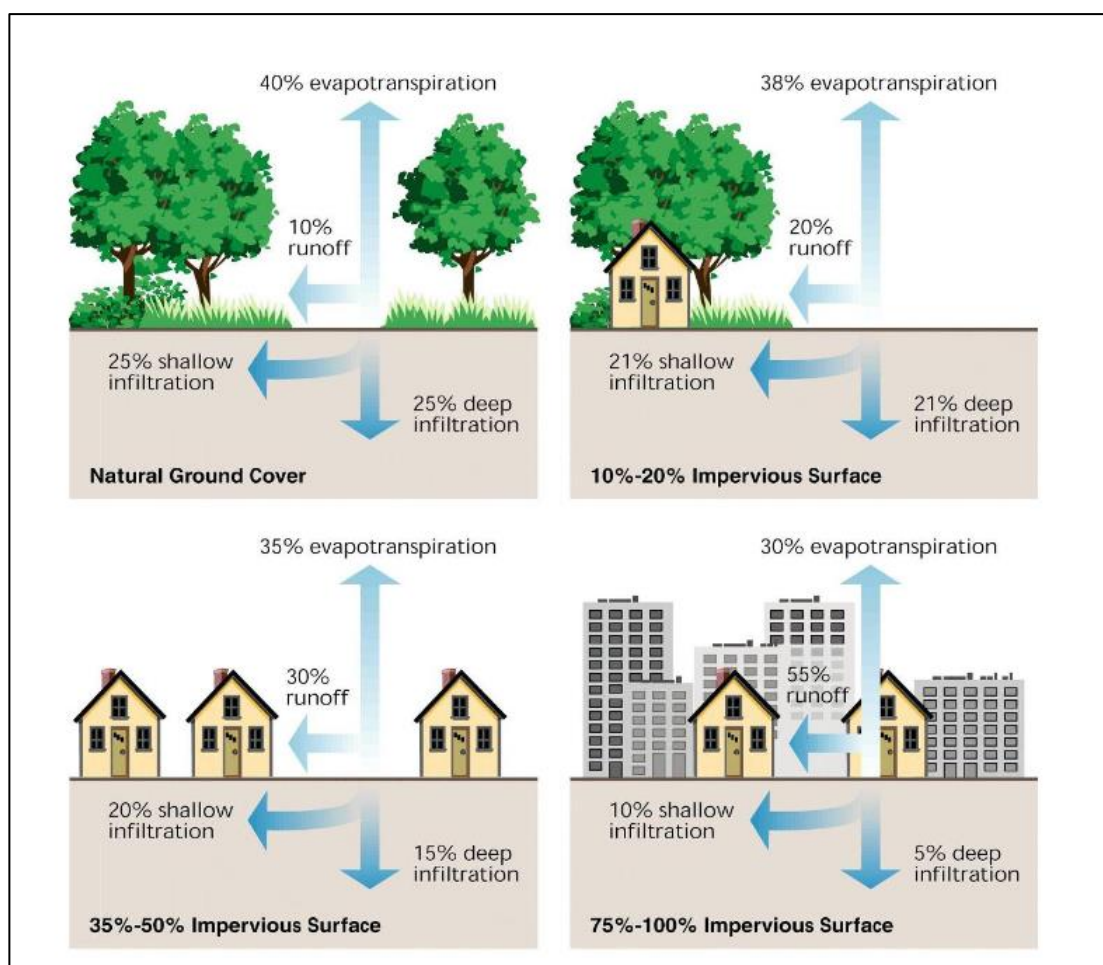 40% evapotranspiration
10%
runoff
25% shallow
infiltration
25% deep
infiltration
Natural Ground Cover
38% evapotranspiration
20%
runoff
21% shallow
infiltration
21% deep
infiltration
10%-20% Impervious Surface
35% evapotranspiration
30%
runoff
20% shallow
infiltration
15% deep
infiltration
35%-50% Impervious Surface
30% evapotranspiration
55%
runoff
10% shallow
infiltration
5% deep
infiltration
75%-100% Impervious Surface